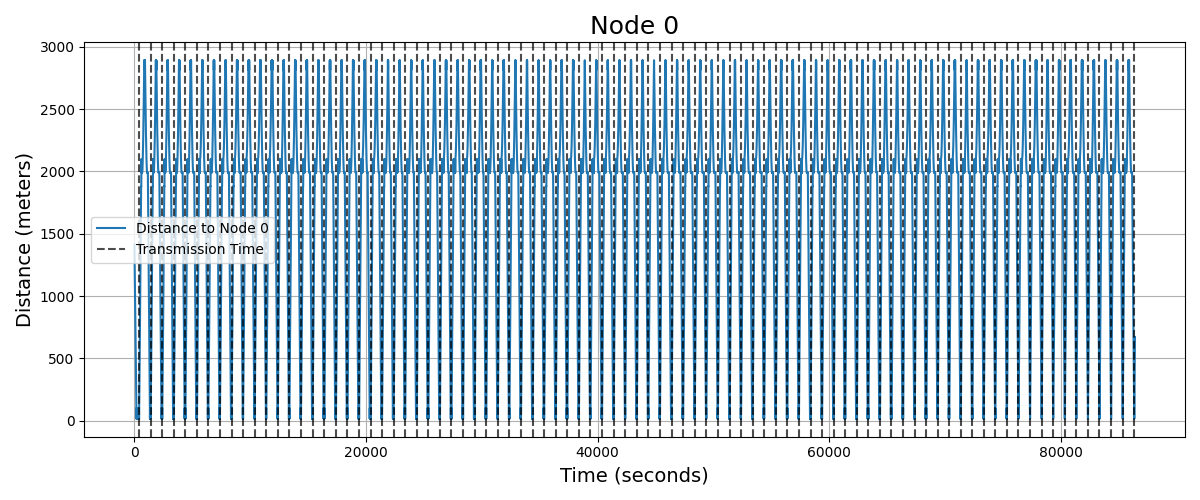 Node 0
3000
2500
2000
1500
1000
500
0
Distance (meters)
Distance to Node 0
Transmission Time
0
20000
40000
60000
80000
Time (seconds)